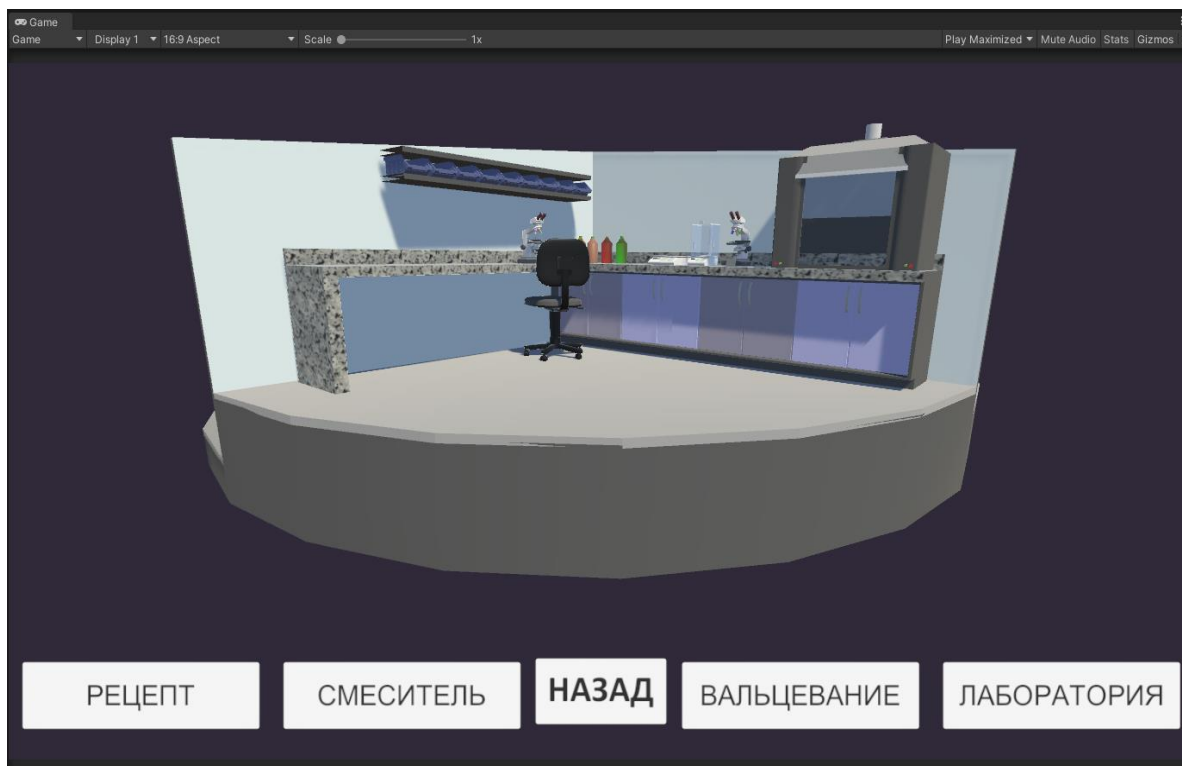 Game
Game Display 1 16:9 Aspect Scale 1x Play Maximized Mute Audio Stats Gizmos
РЕЦЕПТ СМЕСИТЕЛЬ НАЗАД ВАЛЬЦЕВАНИЕ ЛАБОРАТОРИЯ